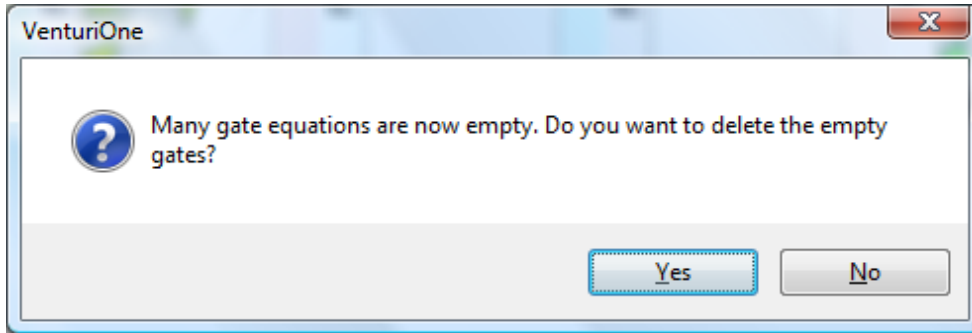 VenturiOne
Many gate equations are now empty. Do you want to delete the empty
gates?
Yes
No